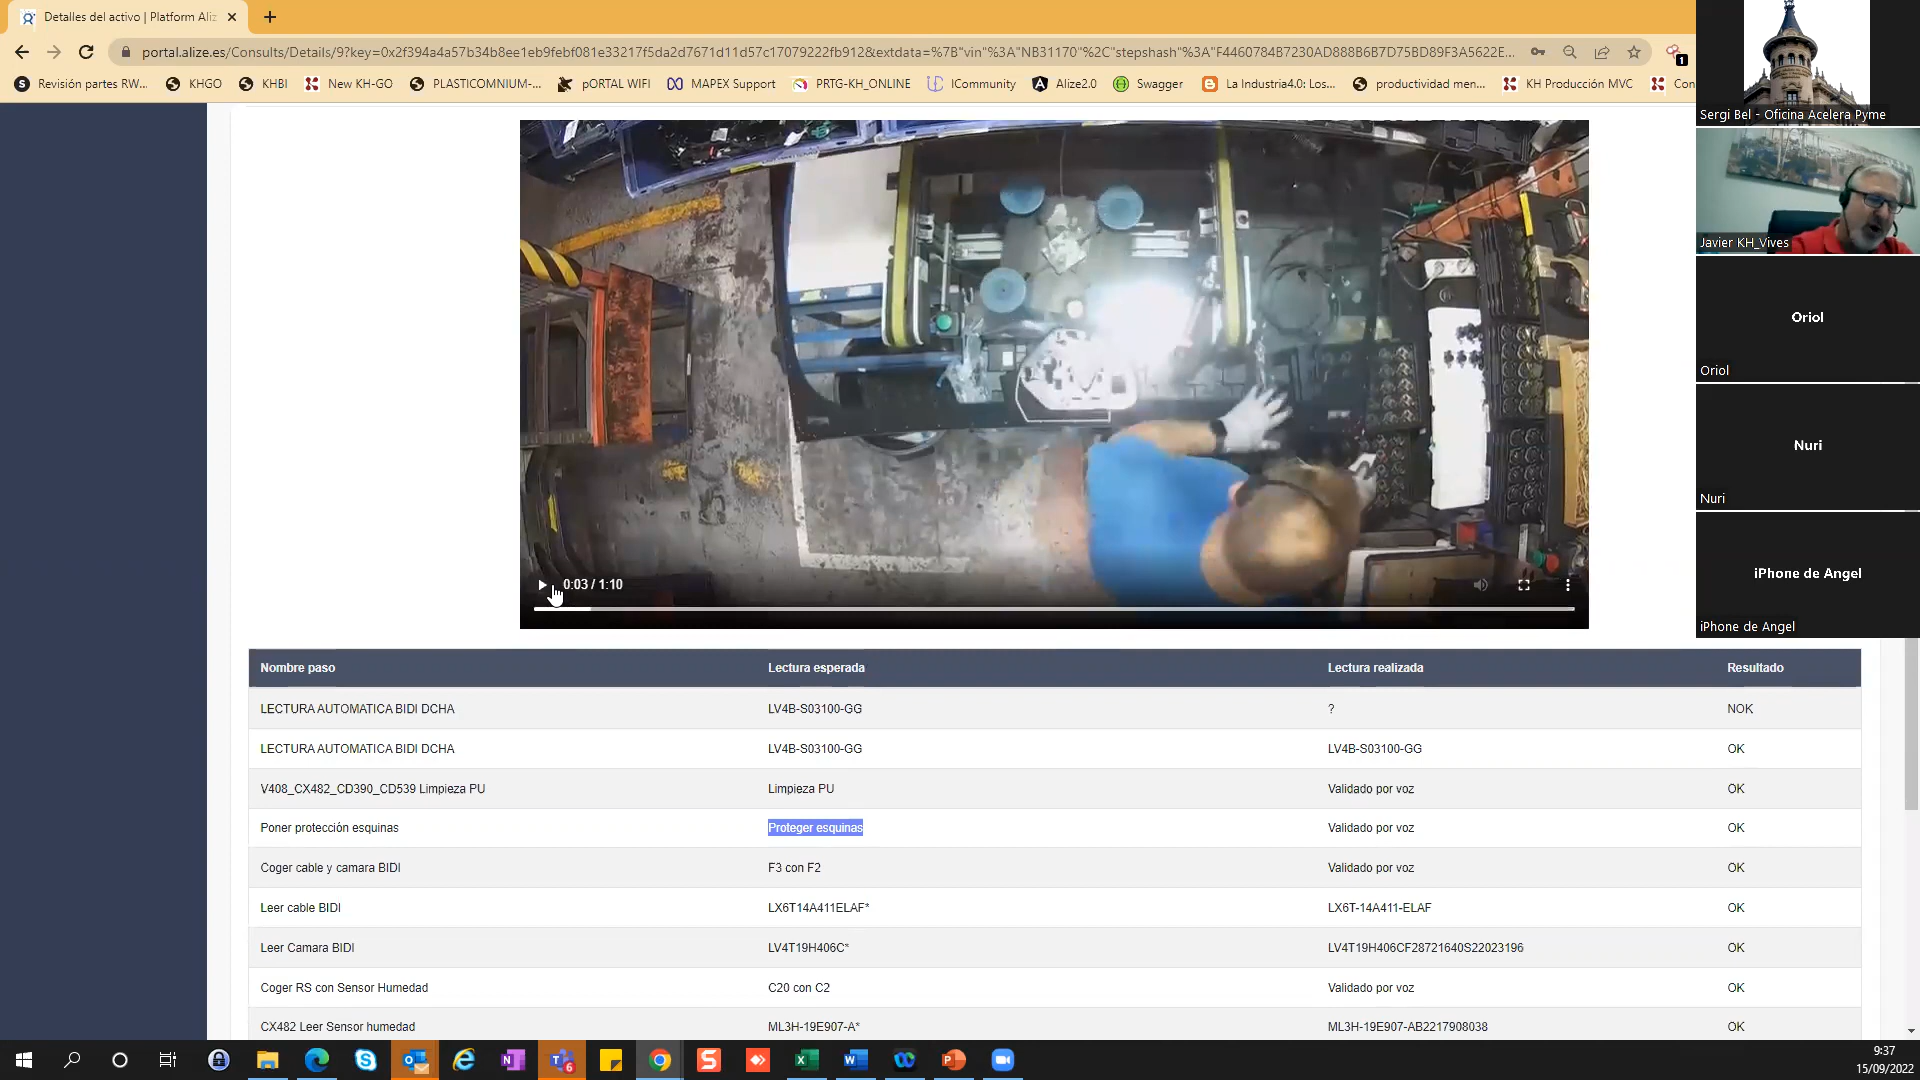 Detalles del activo | Platform Aliz
portal.alize.es/Consults/Details/9?key=0x2f394a4a57b34b8ee1eb9febf081e33217f5da2d7671d11d57c17079222fb912&extdata=%7B"vin"%3A"NB31170"%2C"stepshash"%3A"F4460784B7230AD888B6B7D75BD89F3A5622E...
1
Revisión partes RW... KHGO KHBI New KH-GO PLASTICOMNIUM-... pORTAL WIFI MAPEX Support PRTG-KH_ONLINE ICommunity Alize2.0 Swagger La Industria4.0: Los... productividad men... KH Producción MVC Con
Sergi Bel - Oficina Acelera Pyme
Javier KH_Vives
Oriol
Oriol
Nuri
Nuri
iPhone de Angel
iPhone de Angel
0:03 / 1:10
Nombre paso Lectura esperada Lectura realizada Resultado
LECTURA AUTOMATICA BIDI DCHA LV4B-S03100-GG ? NOK
LECTURA AUTOMATICA BIDI DCHA LV4B-S03100-GG LV4B-S03100-GG OK
V408_CX482_CD390_CD539 Limpieza PU Limpieza PU Validado por voz OK
Poner protección esquinas Proteger esquinas Validado por voz OK
Coger cable y camara BIDI F3 con F2 Validado por voz OK
Leer cable BIDI LX6T14A411ELAF* LX6T-14A411-ELAF OK
Leer Camara BIDI LV4T19H406C* LV4T19H406CF28721640S22023196 OK
Coger RS con Sensor Humedad C20 con C2 Validado por voz OK
CX482 Leer Sensor humedad ML3H-19E907-A* ML3H-19E907-AB2217908038 OK
9:37
15/09/2022